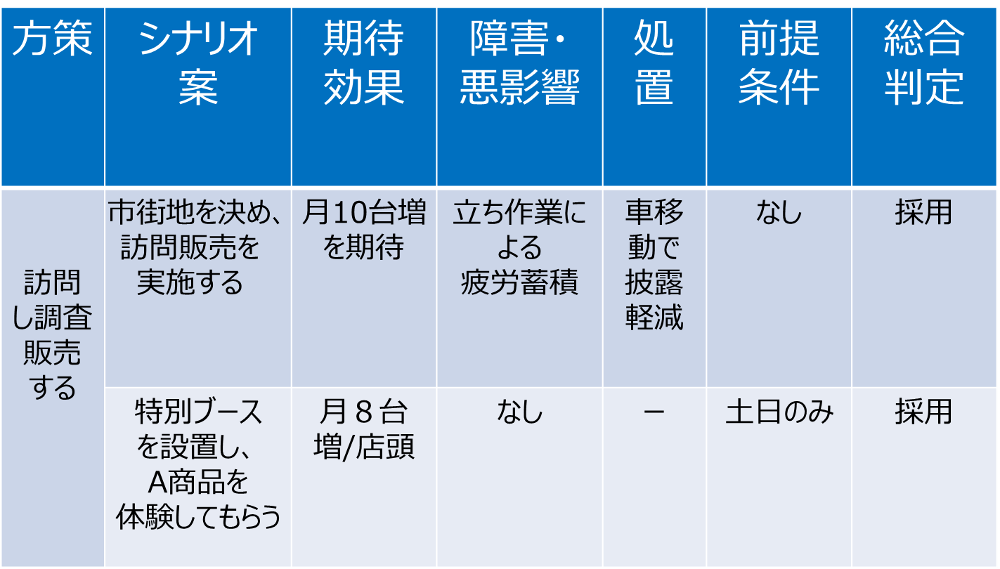 方策
シナリオ
案
期待
効果
障害・
悪影響
処
置
前提
条件
総合
判定
訪問
し調査
販売
する
市街地を決め、
訪問販売を
実施する
月10台増
を期待
立ち作業に
よる
疲労蓄積
車移
動で
披露
軽減
なし
採用
特別ブース
を設置し、
A商品を
体験してもらう
月８台
増/店頭
なし
－
土日のみ
採用